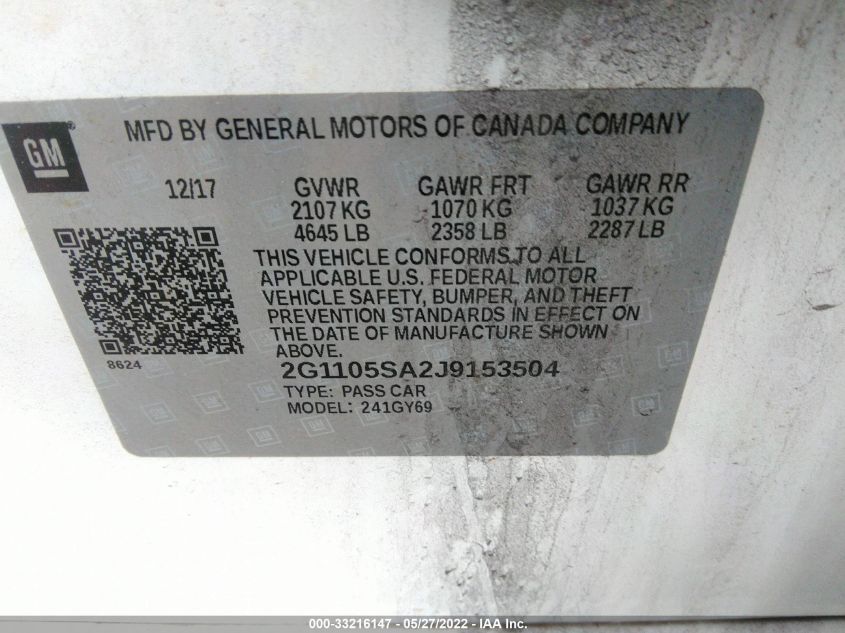 MFD BY GENERAL MOTORS OF CANADA COMPANY
GM
12/17 GVWR GAWR FRT GAWR RR
2107 KG 1070 KG 1037 KG
4645 LB 2358 LB 2287 LB
THIS VEHICLE CONFORMS TO ALL
APPLICABLE U.S. FEDERAL MOTOR
VEHICLE SAFETY, BUMPER, AND THEFT
PREVENTION STANDARDS IN EFFECT ON
THE DATE OF MANUFACTURE SHOWN
ABOVE.
8624
2G1105SA2J9153504
TYPE: PASS CAR
MODEL: 241GY69
000-33216147 - 05/27/2022 - IAA Inc.